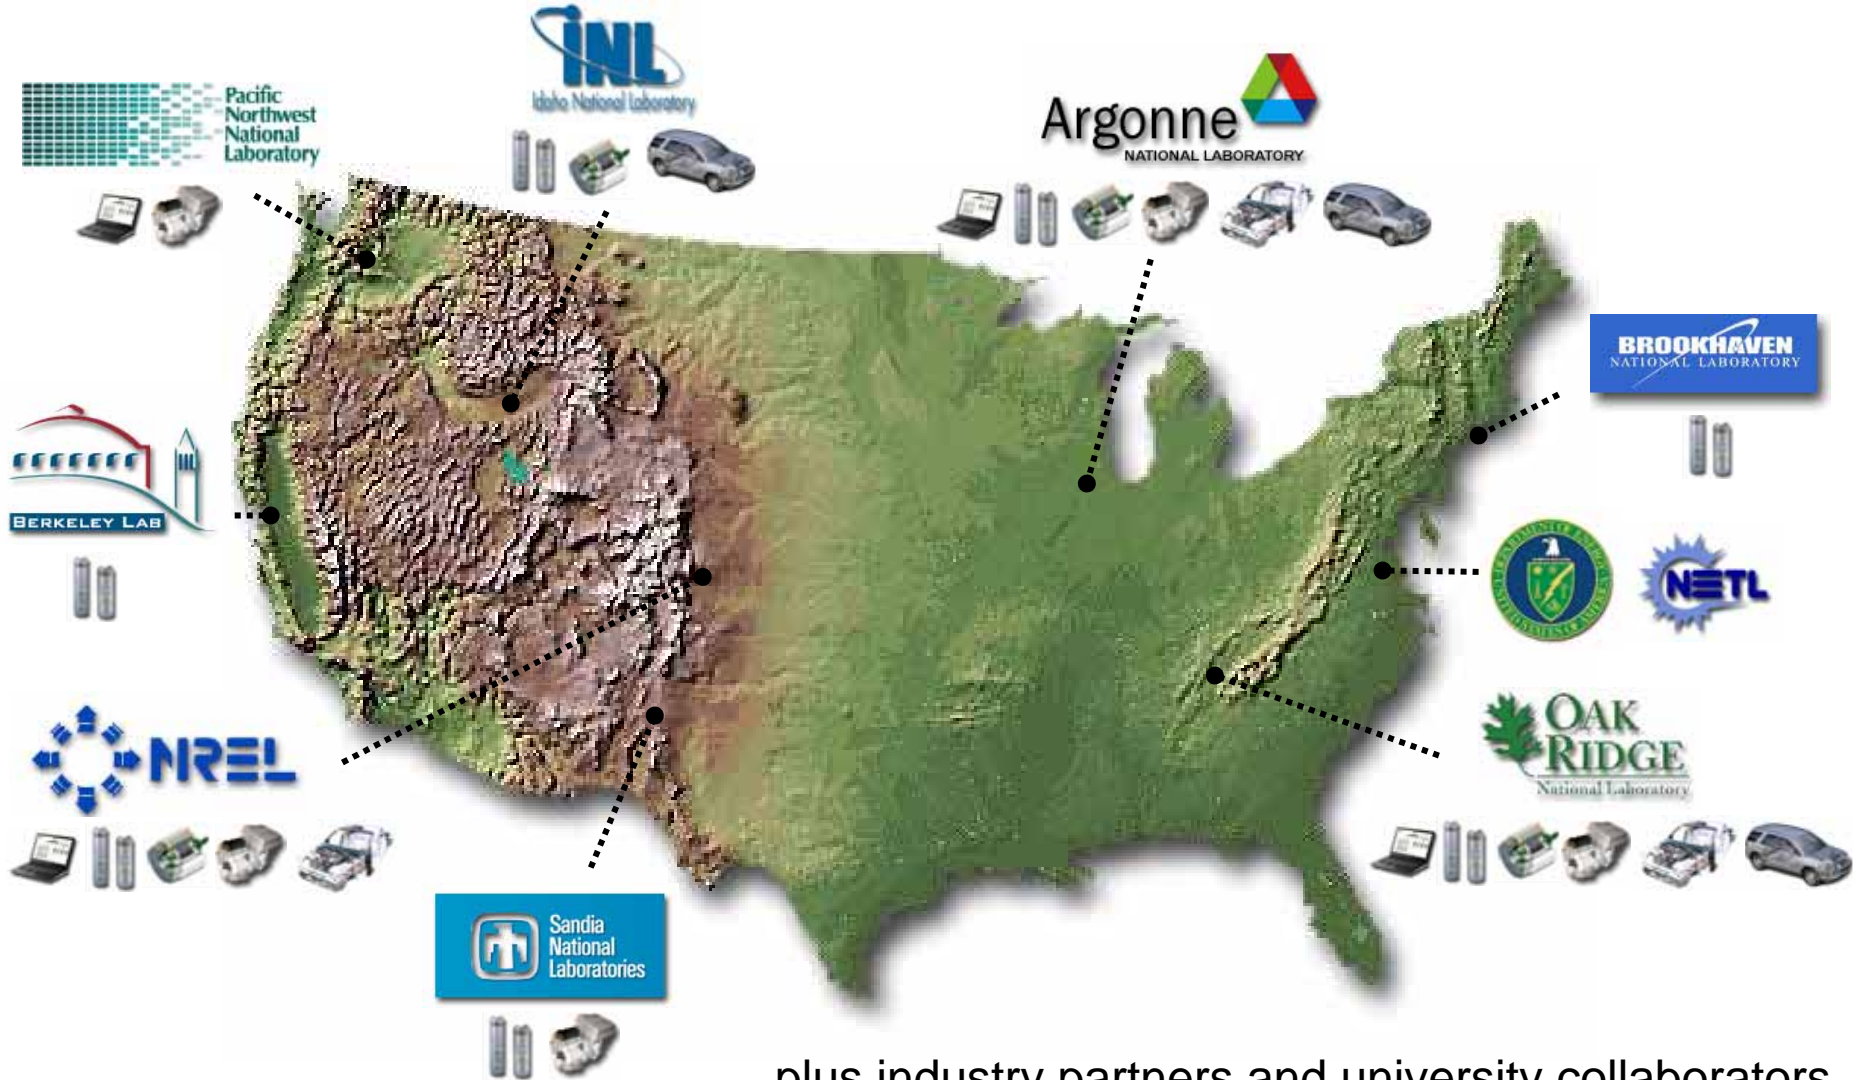 INL
Idaho National Laboratory
Pacific
Northwest
National
Laboratory
Argonne
NATIONAL LABORATORY
BROOKHAVEN
NATIONAL LABORATORY
BERKELEY LAB
NETL
NREL
OAK
RIDGE
National Laboratory
Sandia
National
Laboratories
plus industry partners and university collaborators